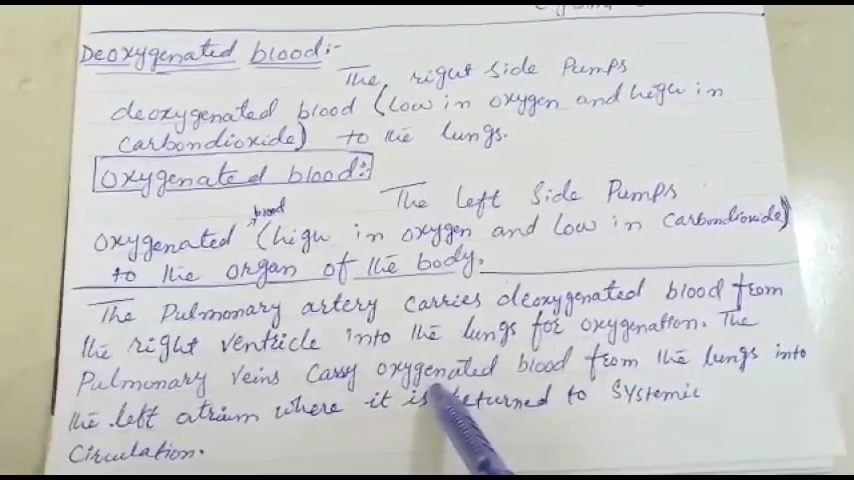 Deoxygenated blood:-
The right side Pumps
deoxygenated blood (low in oxygen and high in
carbondioxide) to the lungs.
Oxygenated blood:
The left side Pumps
blood
oxygenated (high in oxygen and low in carbondioxide)
to the organ of the body.
The Pulmonary artery carries deoxygenated blood from
the right ventricle into the lungs for oxygenation. The
Pulmonary veins carry oxygenated blood from the lungs into
the left atrium where it is returned to systemic
circulation.